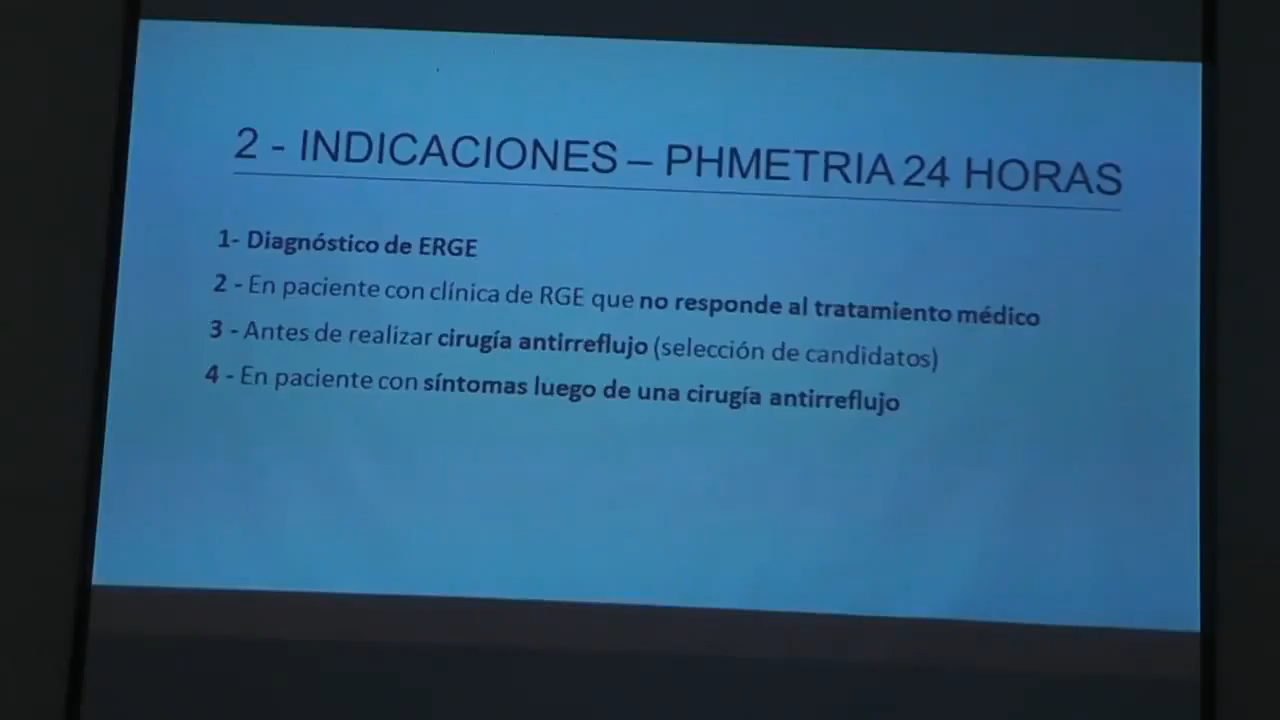 2 - INDICACIONES – PHMETRIA 24 HORAS
1- Diagnóstico de ERGE
2 - En paciente con clínica de RGE que no responde al tratamiento médico
3 - Antes de realizar cirugía antirreflujo (selección de candidatos)
4 - En paciente con síntomas luego de una cirugía antirreflujo